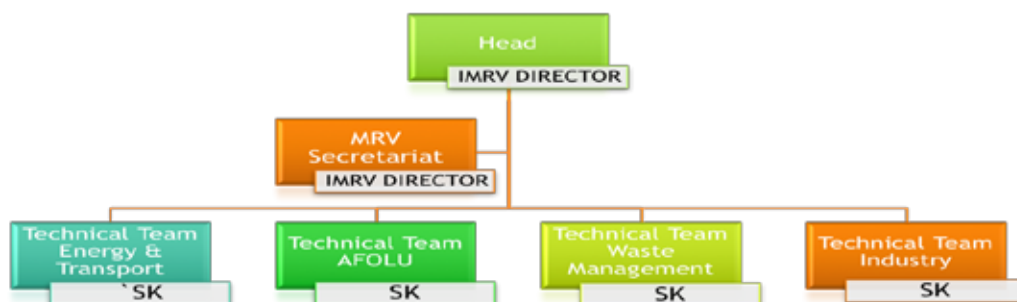 Head
IMRV DIRECTOR
MRV
Secretariat
IMRV DIRECTOR
Technical Team
Energy &
Transport
`SK
Technical Team
AFOLU
SK
Technical Team
Waste
Management
SK
Technical Team
Industry
SK